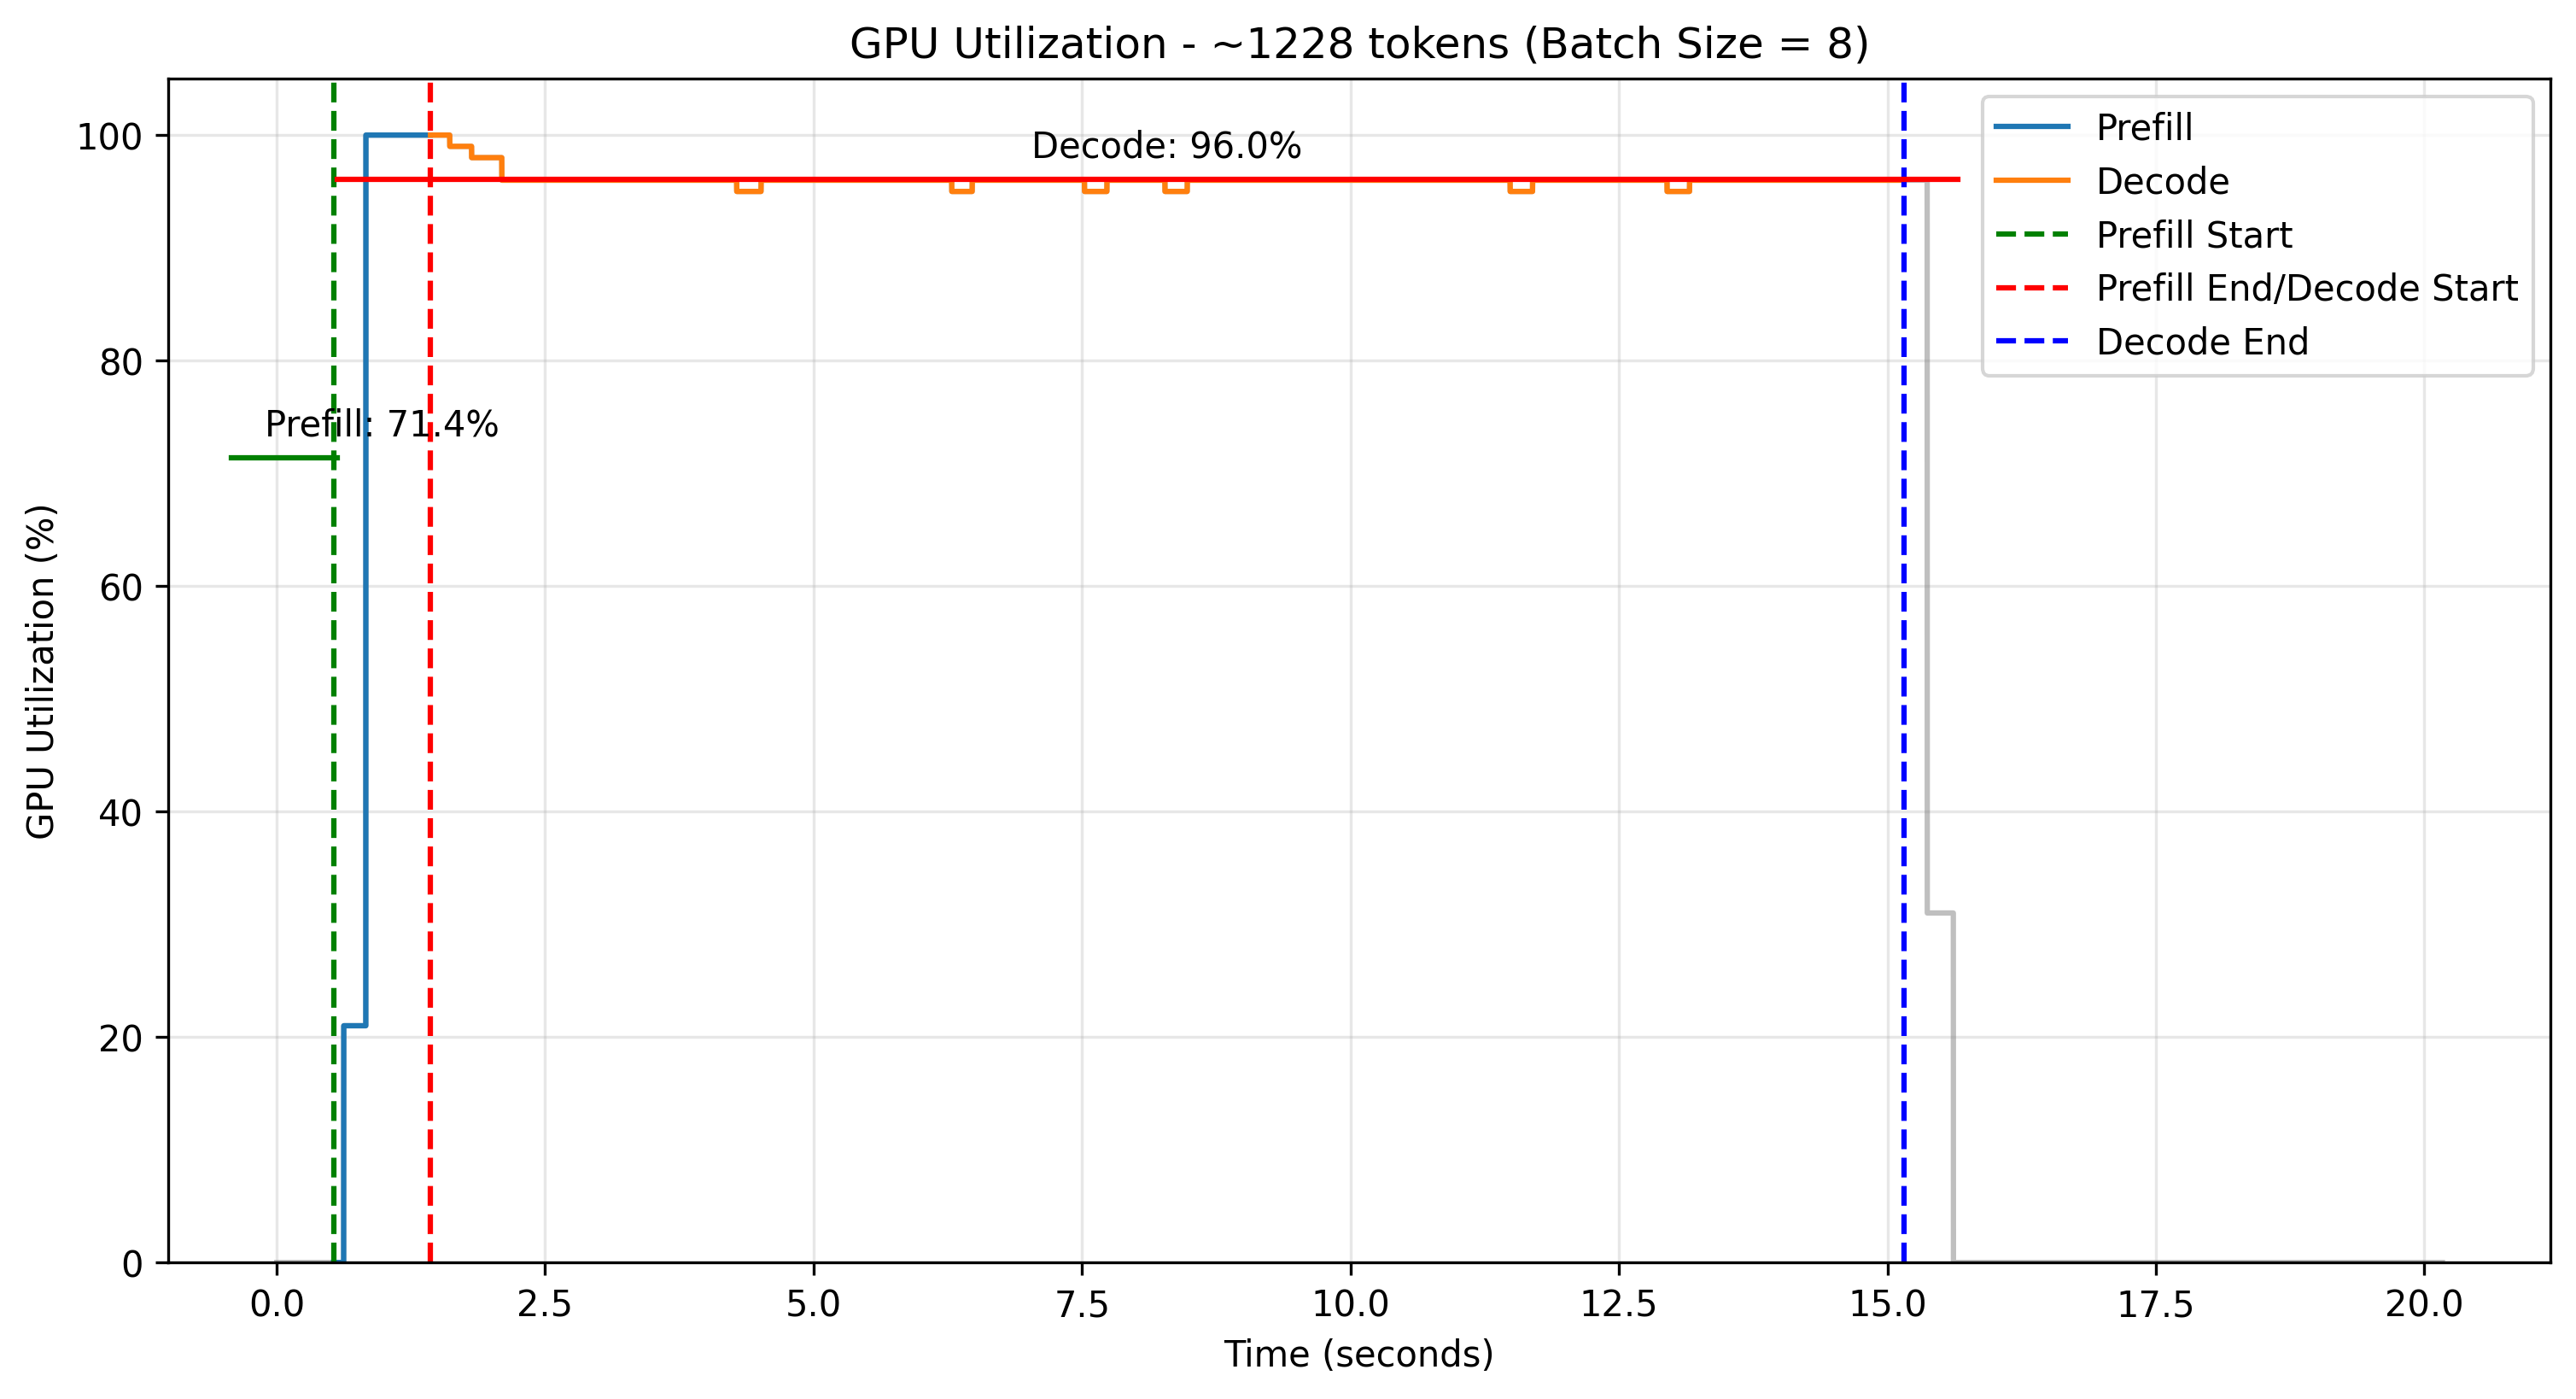 GPU Utilization - ~1228 tokens (Batch Size = 8)
Prefill
Decode
Prefill Start
Prefill End/Decode Start
Decode End
Decode: 96.0%
Prefill: 71.4%
GPU Utilization (%)
100
80
60
40
20
0
0.0 2.5 5.0 7.5 10.0 12.5 15.0 17.5 20.0
Time (seconds)